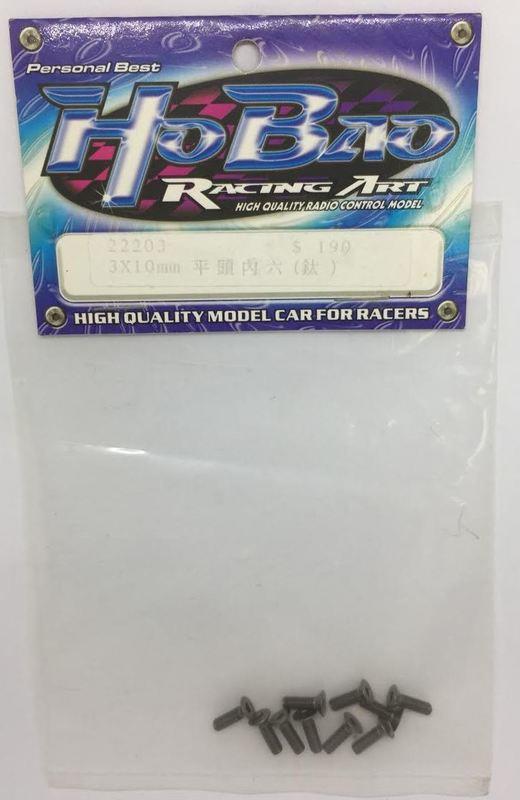 Personal Best
HoBao
Racing Art
HIGH QUALITY RADIO CONTROL MODEL
22203 $ 190
3X10mm 平頭內六(鈦)
HIGH QUALITY MODEL CAR FOR RACERS